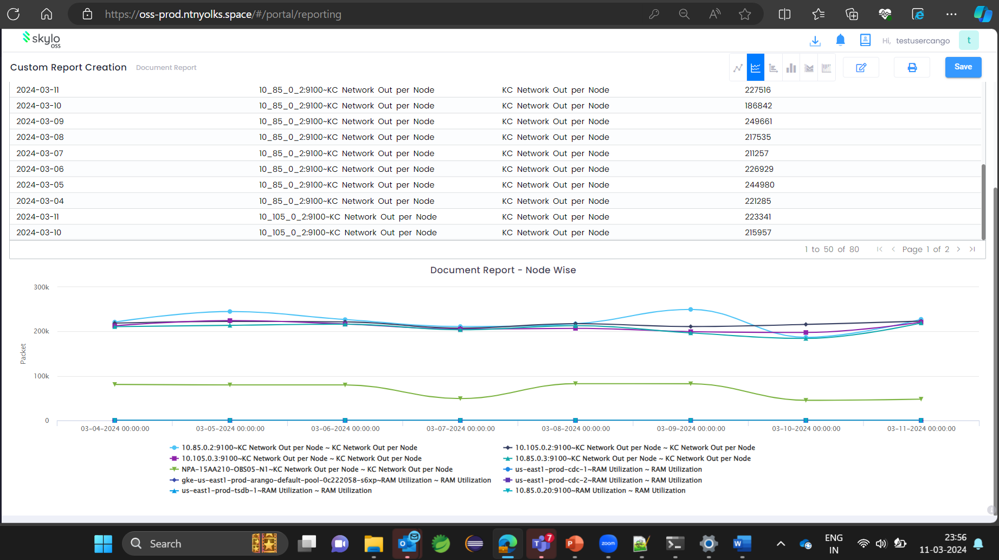 https://oss-prod.ntnyolks.space/#/portal/reporting
skylo
oss
Hi, testusercango
t
Custom Report Creation Document Report
Save
2024-03-11 10_85_0_2:9100~KC Network Out per Node KC Network Out per Node 227516
2024-03-10 10_85_0_2:9100~KC Network Out per Node KC Network Out per Node 186842
2024-03-09 10_85_0_2:9100~KC Network Out per Node KC Network Out per Node 249661
2024-03-08 10_85_0_2:9100~KC Network Out per Node KC Network Out per Node 217535
2024-03-07 10_85_0_2:9100~KC Network Out per Node KC Network Out per Node 211257
2024-03-06 10_85_0_2:9100~KC Network Out per Node KC Network Out per Node 226929
2024-03-05 10_85_0_2:9100~KC Network Out per Node KC Network Out per Node 244980
2024-03-04 10_85_0_2:9100~KC Network Out per Node KC Network Out per Node 221285
2024-03-11 10_105_0_2:9100~KC Network Out per Node KC Network Out per Node 223341
2024-03-10 10_105_0_2:9100~KC Network Out per Node KC Network Out per Node 215957
1 to 50 of 80 Page 1 of 2
Document Report - Node Wise
300k
200k
Packet
100k
0
03-04-2024 00:00:00 03-05-2024 00:00:00 03-06-2024 00:00:00 03-07-2024 00:00:00 03-08-2024 00:00:00 03-09-2024 00:00:00 03-10-2024 00:00:00 03-11-2024 00:00:00
10.85.0.2:9100~KC Network Out per Node ~ KC Network Out per Node 10.105.0.2:9100~KC Network Out per Node ~ KC Network Out per Node
10.105.0.3:9100~KC Network Out per Node ~ KC Network Out per Node 10.85.0.3:9100~KC Network Out per Node ~ KC Network Out per Node
NPA-15AA210-OBS05-N1~KC Network Out per Node ~ KC Network Out per Node us-east1-prod-cdc-1~RAM Utilization ~ RAM Utilization
gke-us-east1-prod-arango-default-pool-0c222058-s6xp~RAM Utilization ~ RAM Utilization us-east1-prod-cdc-2~RAM Utilization ~ RAM Utilization
us-east1-prod-tsdb-1~RAM Utilization ~ RAM Utilization 10.85.0.20:9100~RAM Utilization ~ RAM Utilization
Search
7
zoom
ENG
IN
23:56
11-03-2024